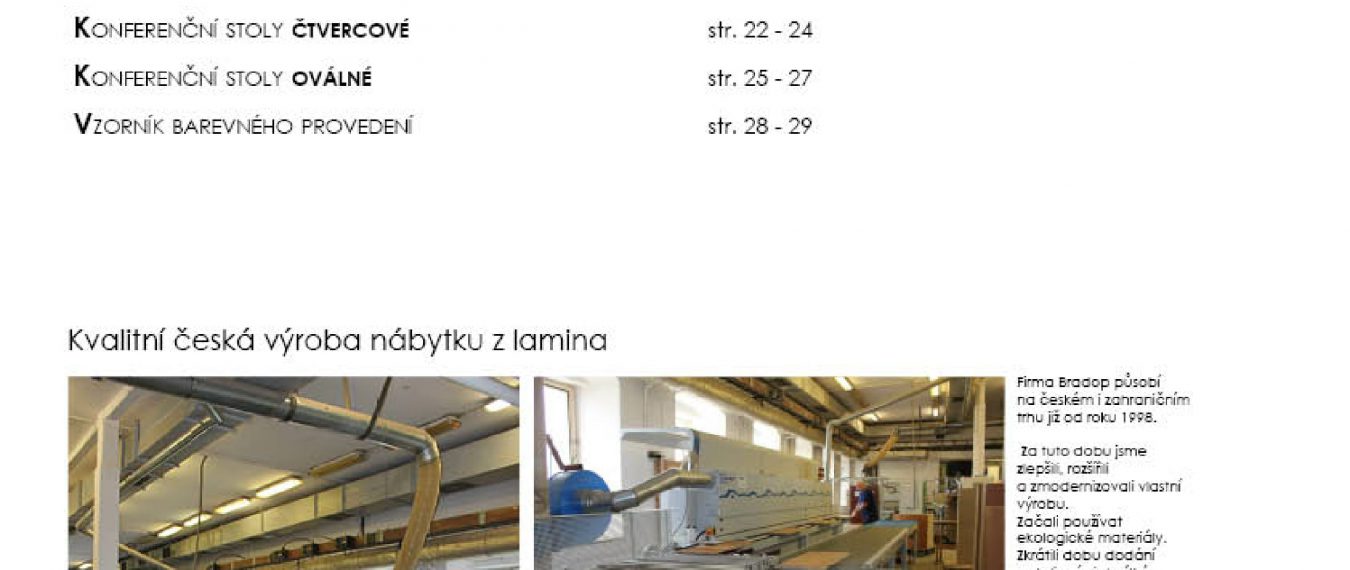 KONFERENČNÍ STOLY ČTVERCOVÉ str. 22 - 24
KONFERENČNÍ STOLY OVÁLNÉ str. 25 - 27
VZORNÍK BAREVNÉHO PROVEDENÍ str. 28 - 29
Kvalitní česká výroba nábytku z lamina
Firma Bradop působí
na českém i zahraničním
trhu již od roku 1998.
Za tuto dobu jsme
zlepšili, rozšířili
a zmodernizovali vlastní
výrobu.
Začali používat
ekologické materiály.
Zkrátili dobu dodání